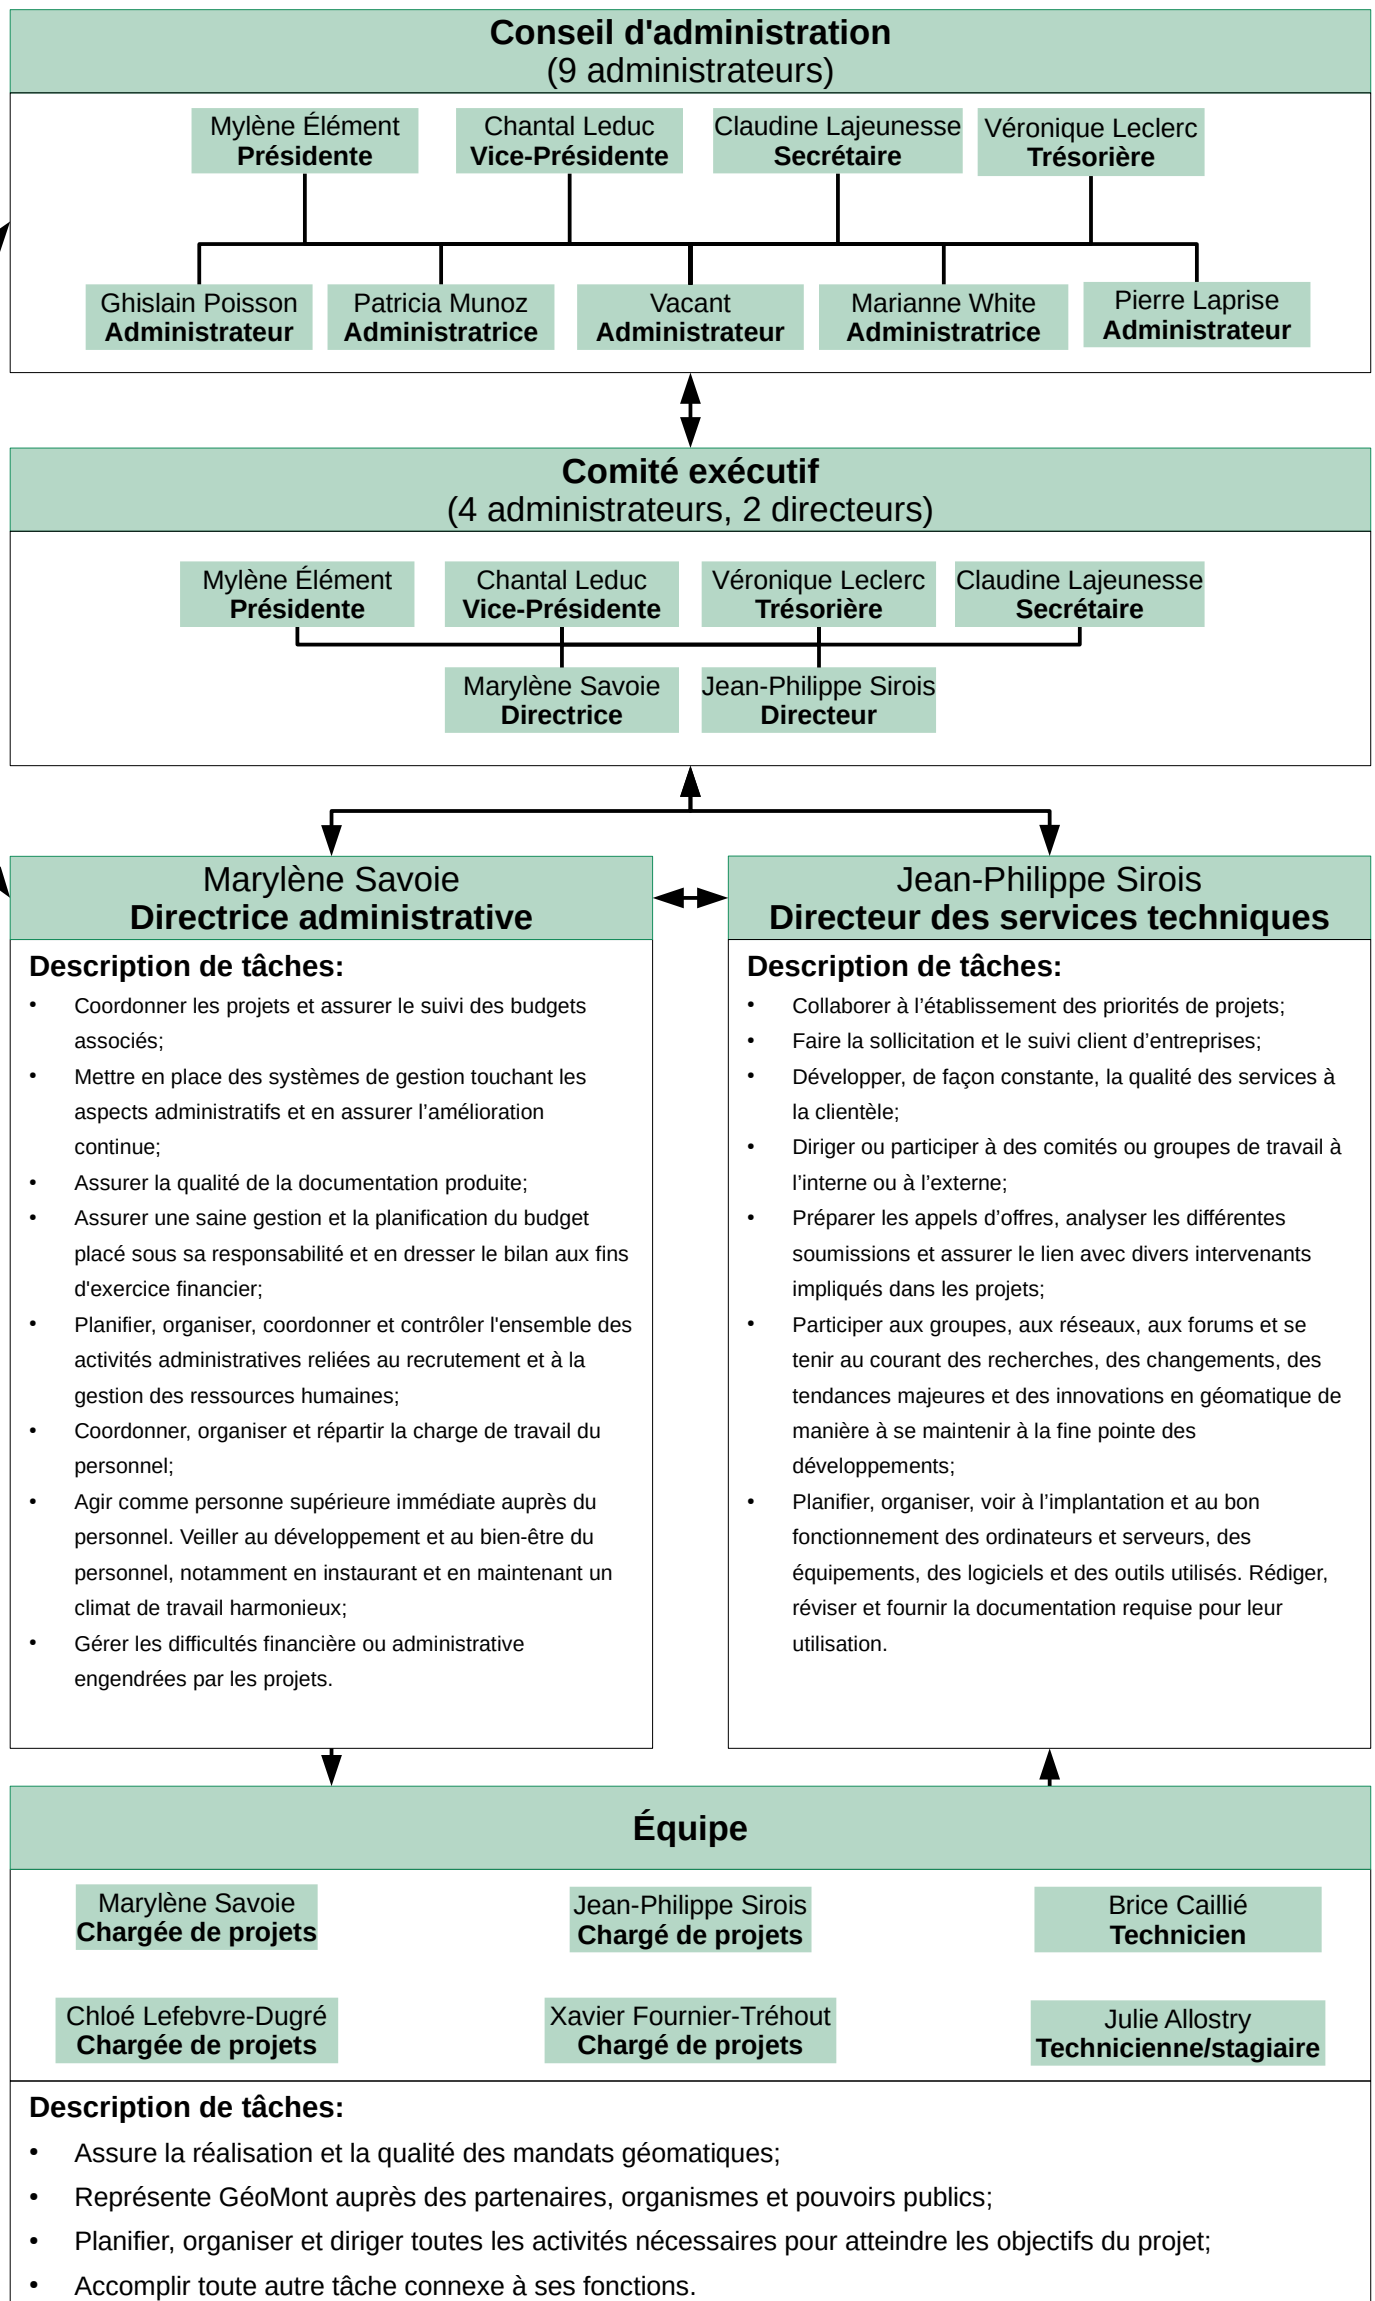 Conseil d'administration
(9 administrateurs)
Mylène Élément
Présidente
Chantal Leduc
Vice-Présidente
Claudine Lajeunesse
Secrétaire
Véronique Leclerc
Trésorière
Ghislain Poisson
Administrateur
Patricia Munoz
Administratrice
Vacant
Administrateur
Marianne White
Administratrice
Pierre Laprise
Administrateur
Comité exécutif
(4 administrateurs, 2 directeurs)
Mylène Élément
Présidente
Chantal Leduc
Vice-Présidente
Véronique Leclerc
Trésorière
Claudine Lajeunesse
Secrétaire
Marylène Savoie
Directrice
Jean-Philippe Sirois
Directeur
Marylène Savoie
Directrice administrative
Description de tâches:
• Coordonner les projets et assurer le suivi des budgets
associés;
• Mettre en place des systèmes de gestion touchant les
aspects administratifs et en assurer l’amélioration
continue;
• Assurer la qualité de la documentation produite;
• Assurer une saine gestion et la planification du budget
placé sous sa responsabilité et en dresser le bilan aux fins
d'exercice financier;
• Planifier, organiser, coordonner et contrôler l'ensemble des
activités administratives reliées au recrutement et à la
gestion des ressources humaines;
• Coordonner, organiser et répartir la charge de travail du
personnel;
• Agir comme personne supérieure immédiate auprès du
personnel. Veiller au développement et au bien-être du
personnel, notamment en instaurant et en maintenant un
climat de travail harmonieux;
• Gérer les difficultés financière ou administrative
engendrées par les projets.
Jean-Philippe Sirois
Directeur des services techniques
Description de tâches:
• Collaborer à l’établissement des priorités de projets;
• Faire la sollicitation et le suivi client d’entreprises;
• Développer, de façon constante, la qualité des services à
la clientèle;
• Diriger ou participer à des comités ou groupes de travail à
l’interne ou à l’externe;
• Préparer les appels d’offres, analyser les différentes
soumissions et assurer le lien avec divers intervenants
impliqués dans les projets;
• Participer aux groupes, aux réseaux, aux forums et se
tenir au courant des recherches, des changements, des
tendances majeures et des innovations en géomatique de
manière à se maintenir à la fine pointe des
développements;
• Planifier, organiser, voir à l’implantation et au bon
fonctionnement des ordinateurs et serveurs, des
équipements, des logiciels et des outils utilisés. Rédiger,
réviser et fournir la documentation requise pour leur
utilisation.
Équipe
Marylène Savoie
Chargée de projets
Jean-Philippe Sirois
Chargé de projets
Brice Caillié
Technicien
Chloé Lefebvre-Dugré
Chargée de projets
Xavier Fournier-Tréhout
Chargé de projets
Julie Allostry
Technicienne/stagiaire
Description de tâches:
• Assure la réalisation et la qualité des mandats géomatiques;
• Représente GéoMont auprès des partenaires, organismes et pouvoirs publics;
• Planifier, organiser et diriger toutes les activités nécessaires pour atteindre les objectifs du projet;
• Accomplir toute autre tâche connexe à ses fonctions.